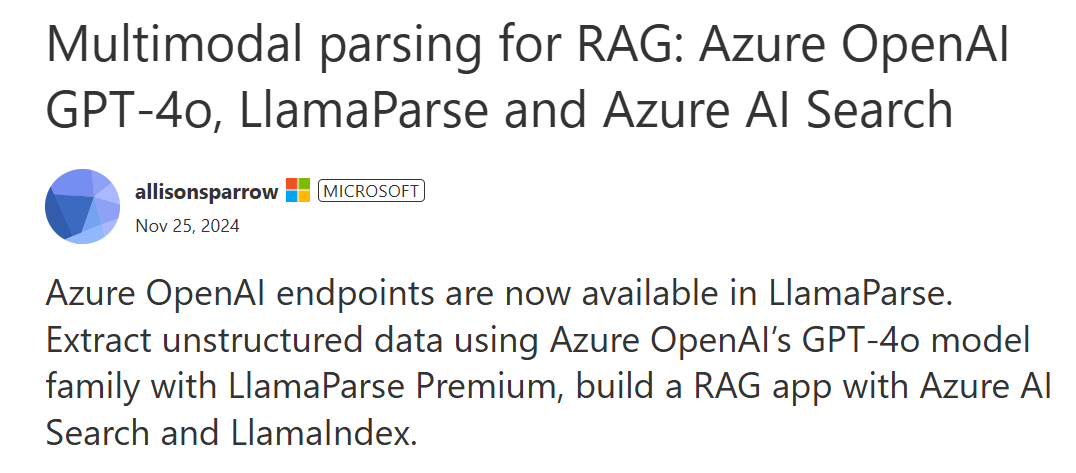 Multimodal parsing for RAG: Azure OpenAI
GPT-4o, LlamaParse and Azure AI Search
allisonsparrow MICROSOFT
Nov 25, 2024
Azure OpenAI endpoints are now available in LlamaParse.
Extract unstructured data using Azure OpenAI’s GPT-4o model
family with LlamaParse Premium, build a RAG app with Azure AI
Search and LlamaIndex.